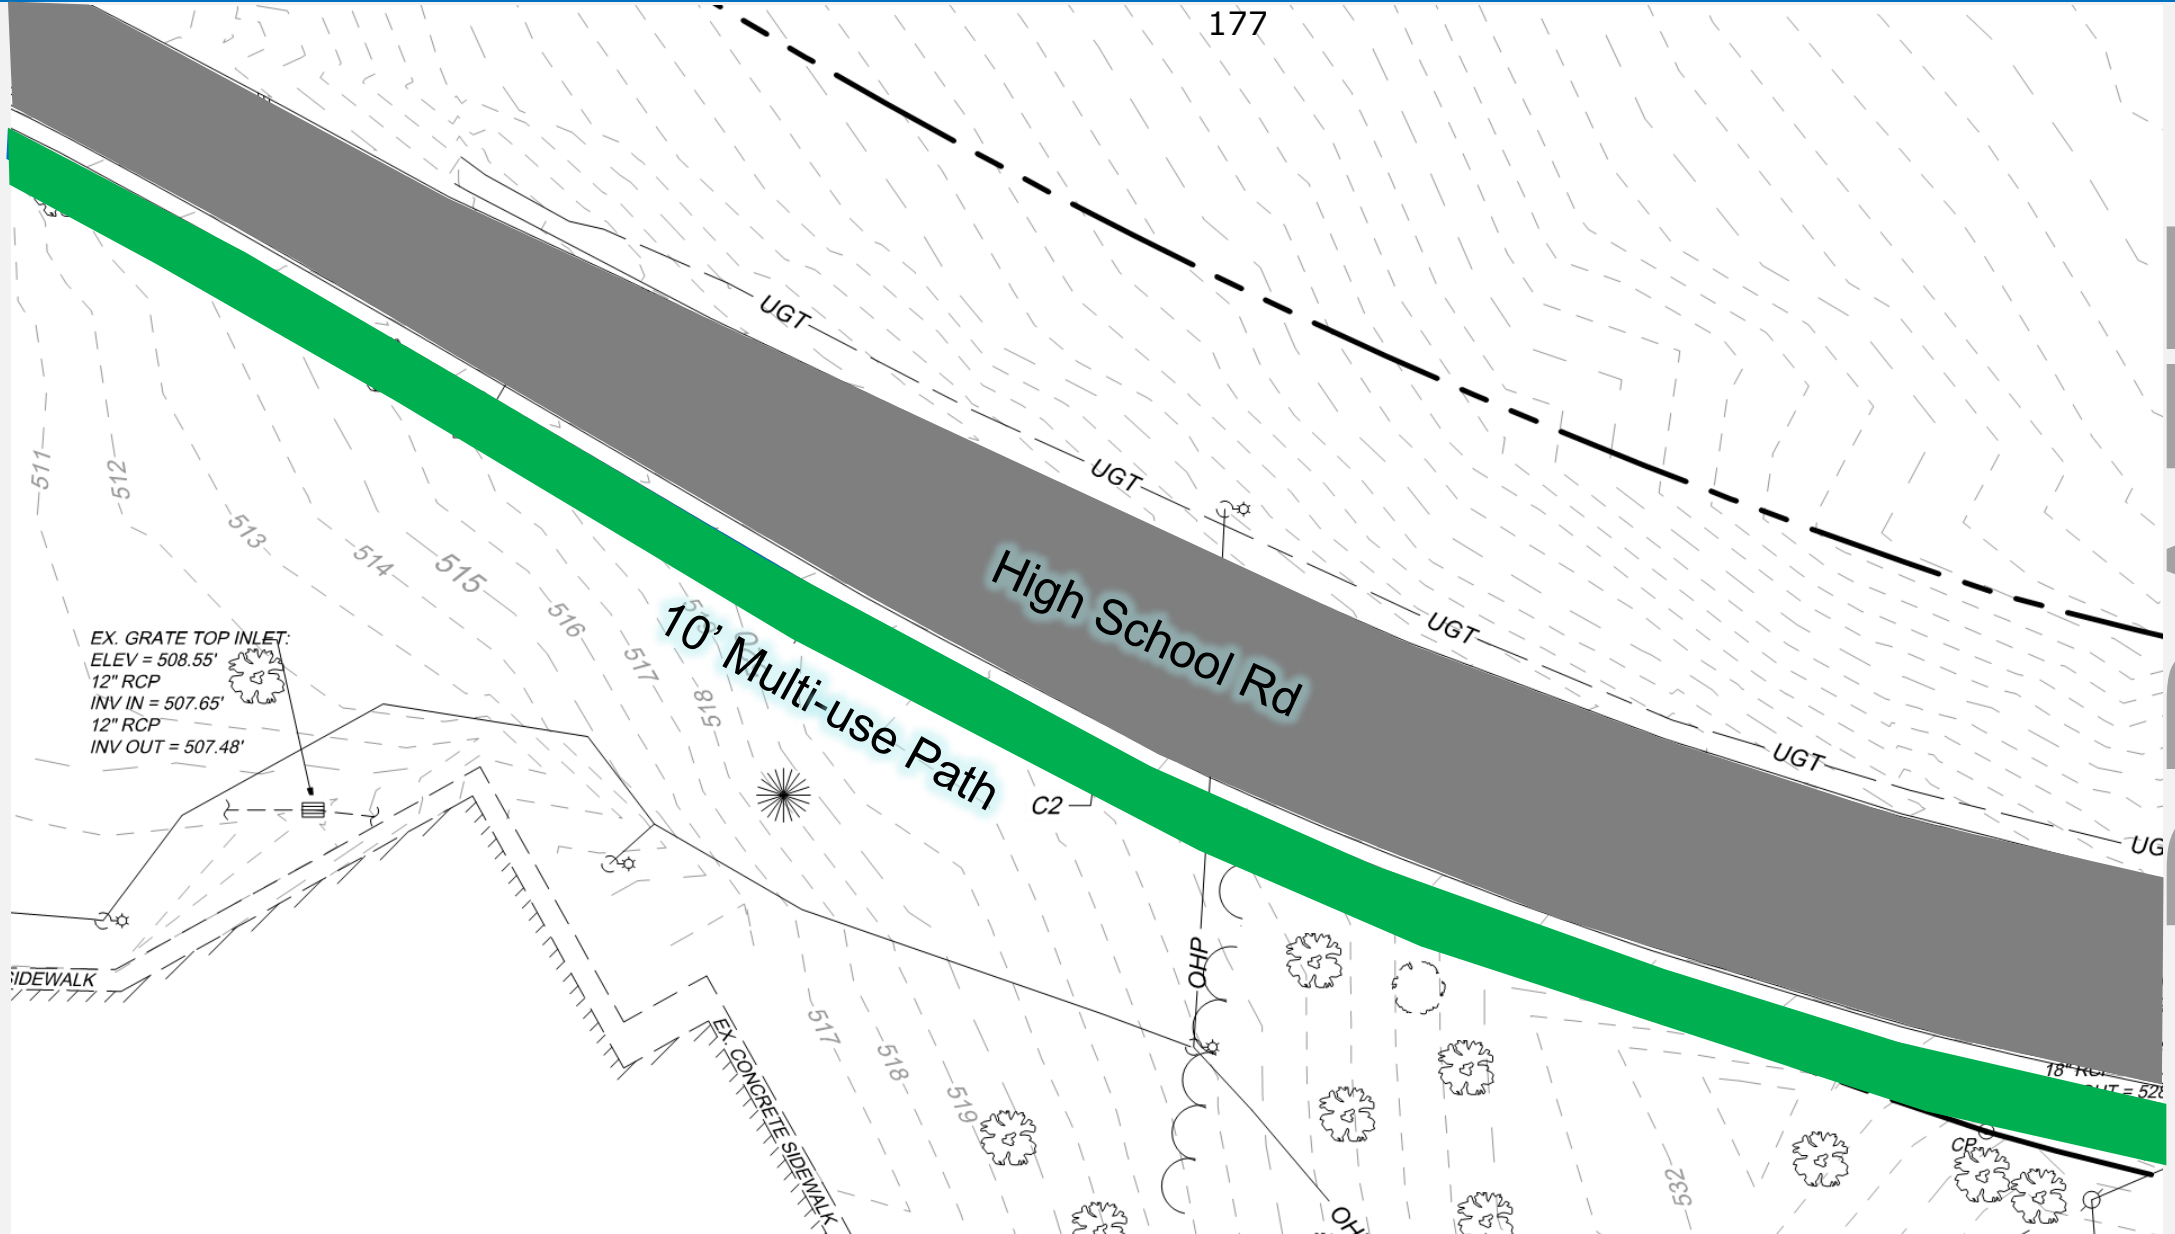 177
UGT
UGT
UGT
UGT
High School Rd
10' Multi-use Path
511
512
513
514
515
516
517
518
EX. GRATE TOP INLET:
ELEV = 508.55'
12" RCP
INV IN = 507.65'
12" RCP
INV OUT = 507.48'
C2
OHP
SIDEWALK
EX. CONCRETE SIDEWALK
517
518
519
532
18" RCP
CP